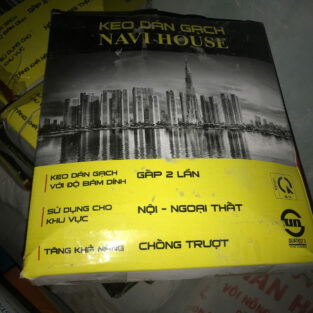 KEO DÁN GẠCH
NAVI HOUSE
KEO DÁN GẠCH
VỚI ĐỘ BÁM DÍNH
GẤP 2 LẦN
SỬ DỤNG CHO
KHU VỰC
NỘI - NGOẠI THẤT
TĂNG KHẢ NĂNG
CHỐNG TRƯỢT